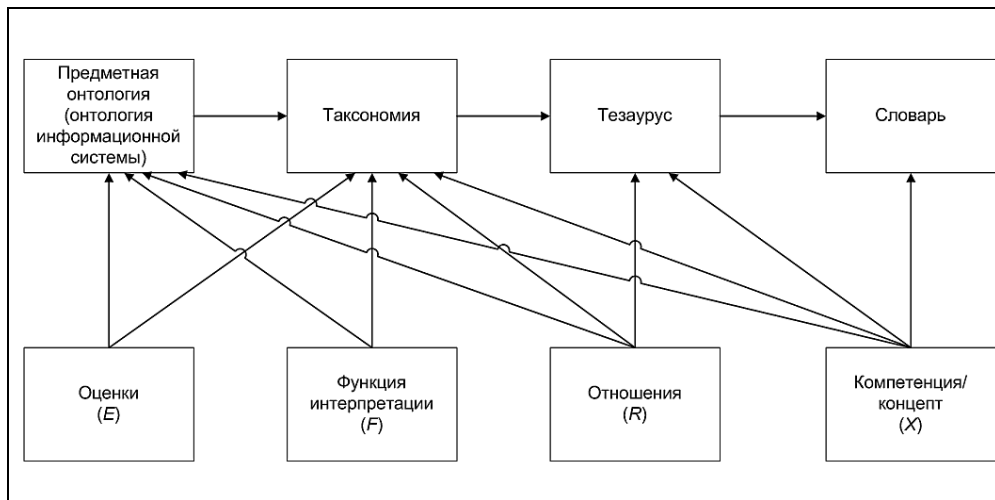 Предметная
онтология
(онтология
информационной
системы)
Таксономия
Тезаурус
Словарь
Оценки
(E)
Функция
интерпретации
(F)
Отношения
(R)
Компетенция/
концепт
(X)